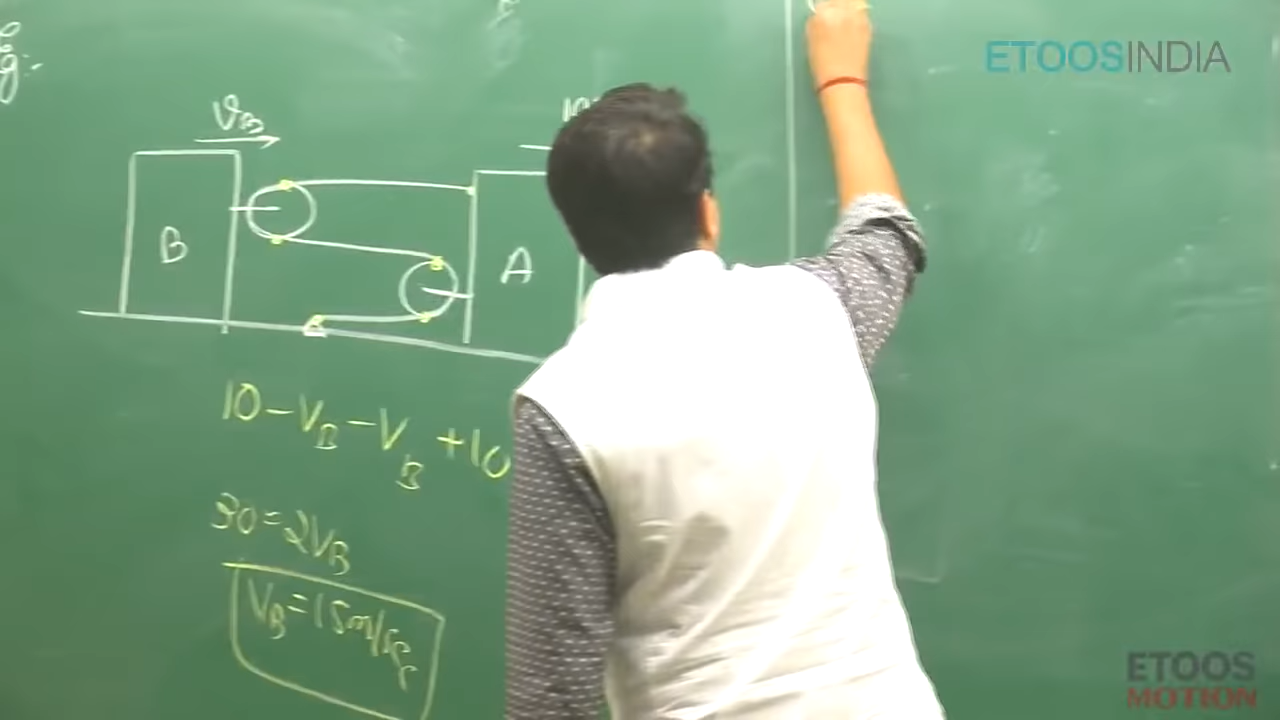 ETOOSINDIA
V_B
B
A
10 - V_B - V_B + 10
30 = 2V_B
V_B = 15m/sec
ETOOS
MOTION